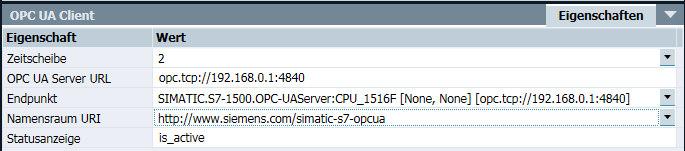 OPC UA Client Eigenschaften
Eigenschaft Wert
Zeitscheibe 2
OPC UA Server URL opc.tcp://192.168.0.1:4840
Endpunkt SIMATIC.S7-1500.OPC-UAServer:CPU_1516F [None, None] [opc.tcp://192.168.0.1:4840]
Namensraum URI http://www.siemens.com/simatic-s7-opcua
Statusanzeige is_active